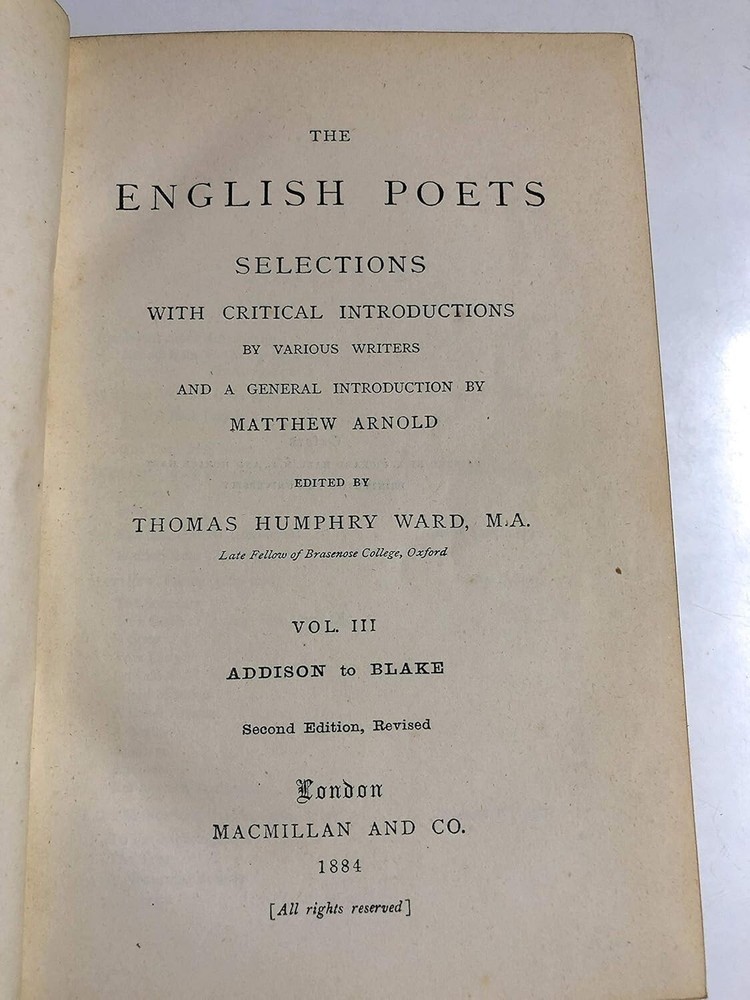 THE
ENGLISH POETS
SELECTIONS
WITH CRITICAL INTRODUCTIONS
BY VARIOUS WRITERS
AND A GENERAL INTRODUCTION BY
MATTHEW ARNOLD
EDITED BY
THOMAS HUMPHRY WARD, M.A.
Late Fellow of Brasenose College, Oxford
VOL. III
ADDISON to BLAKE
Second Edition, Revised
London
MACMILLAN AND CO.
1884
[All rights reserved]